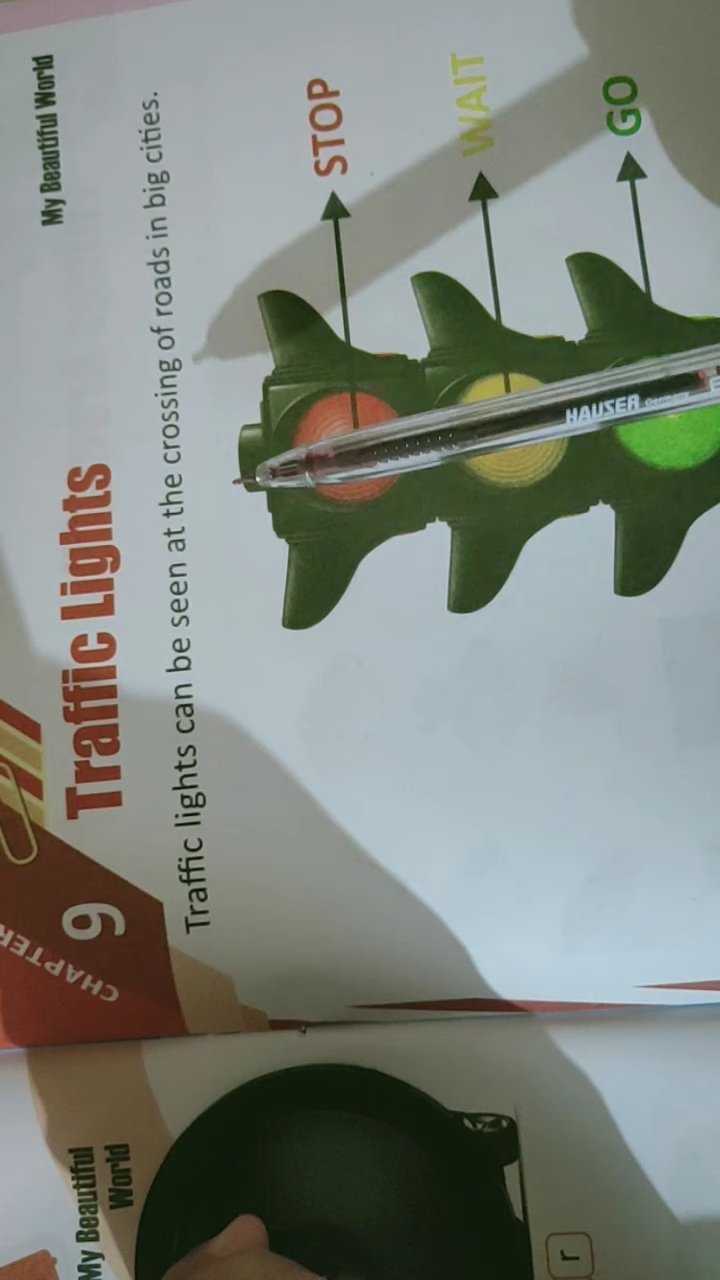 My Beautiful World
CHAPTER
9
Traffic Lights
Traffic lights can be seen at the crossing of roads in big cities.
STOP
WAIT
GO
HAUSER Germany
My Beautiful
World
r